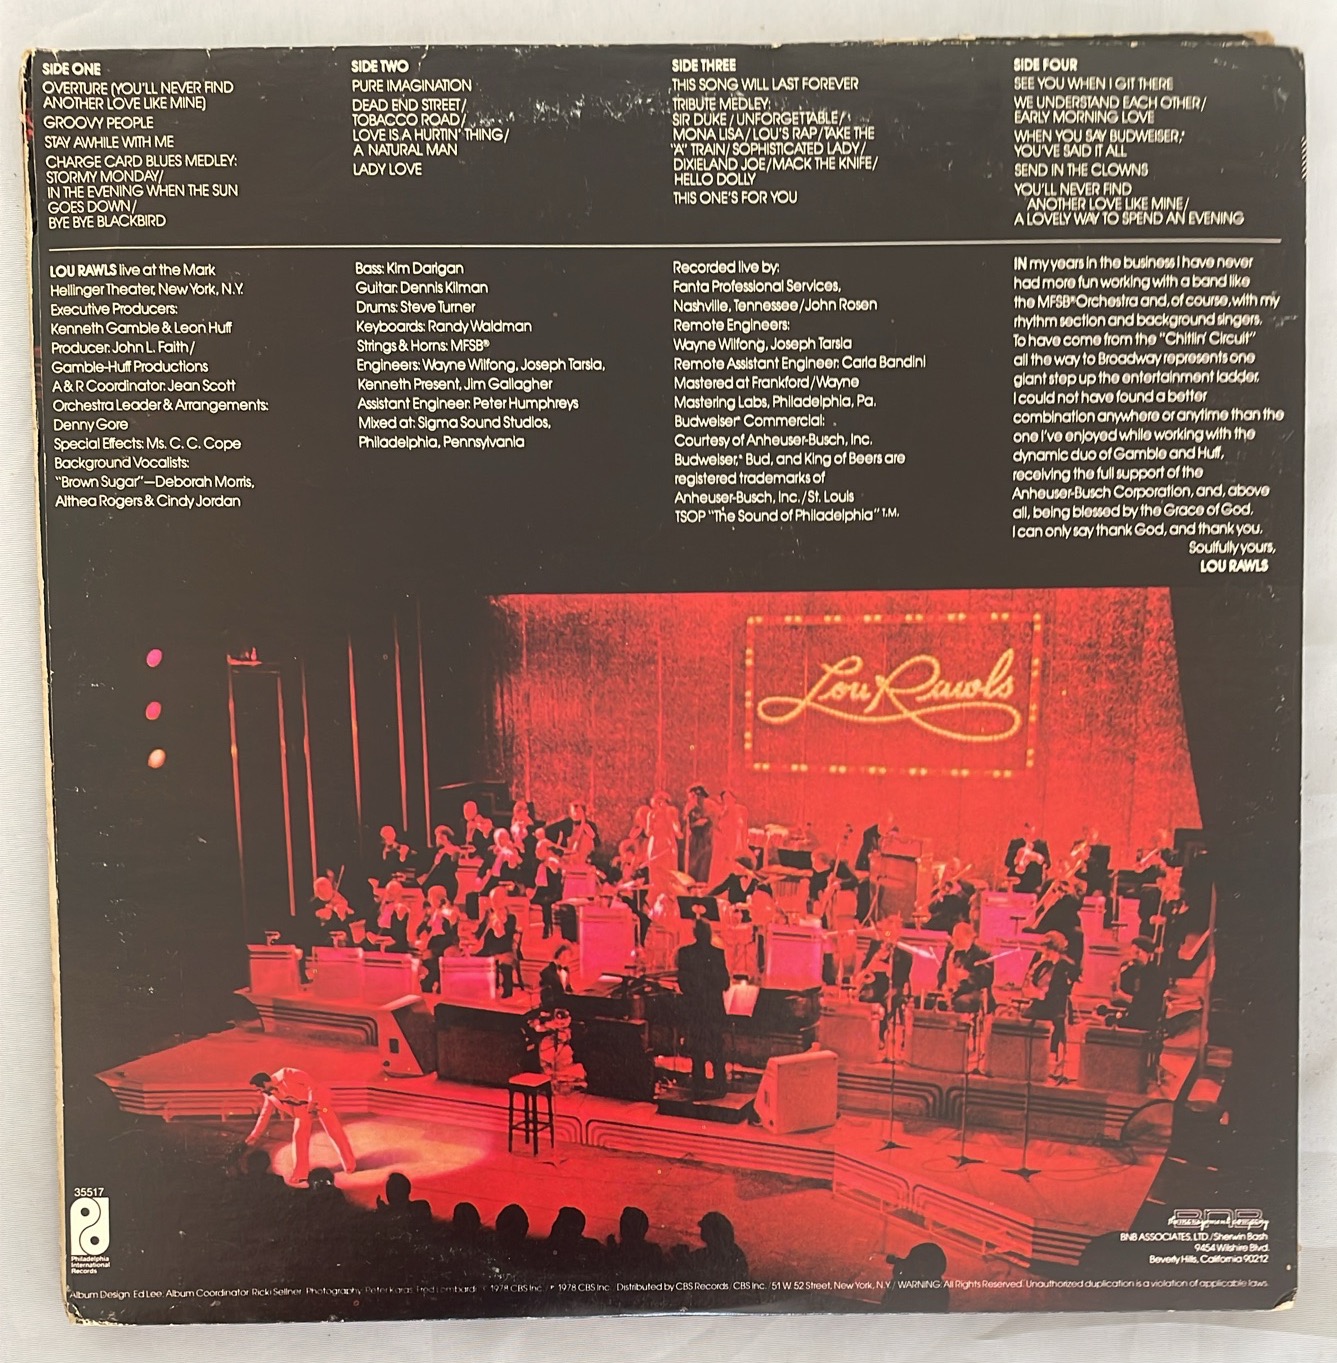 SIDE ONE
OVERTURE (YOU'LL NEVER FIND
ANOTHER LOVE LIKE MINE)
GROOVY PEOPLE
STAY AWHILE WITH ME
CHARGE CARD BLUES MEDLEY:
STORMY MONDAY/
IN THE EVENING WHEN THE SUN
GOES DOWN/
BYE BYE BLACKBIRD
SIDE TWO
PURE IMAGINATION
DEAD END STREET/
TOBACCO ROAD/
LOVE IS A HURTIN' THING/
A NATURAL MAN
LADY LOVE
SIDE THREE
THIS SONG WILL LAST FOREVER
TRIBUTE MEDLEY:
SIR DUKE/UNFORGETTABLE/
MONA LISA/LOU'S RAP/TAKE THE
"A" TRAIN/SOPHISTICATED LADY/
DIXIELAND JOE/MACK THE KNIFE/
HELLO DOLLY
THIS ONE'S FOR YOU
SIDE FOUR
SEE YOU WHEN I GIT THERE
WE UNDERSTAND EACH OTHER/
EARLY MORNING LOVE
WHEN YOU SAY BUDWEISER,®
YOU'VE SAID IT ALL
SEND IN THE CLOWNS
YOU'LL NEVER FIND
ANOTHER LOVE LIKE MINE/
A LOVELY WAY TO SPEND AN EVENING
LOU RAWLS live at the Mark
Hellinger Theater, New York, N.Y.
Executive Producers:
Kenneth Gamble & Leon Huff
Producer: John L. Faith/
Gamble-Huff Productions
A & R Coordinator: Jean Scott
Orchestra Leader & Arrangements:
Denny Gore
Special Effects: Ms. C. C. Cope
Background Vocalists:
"Brown Sugar"—Deborah Morris,
Althea Rogers & Cindy Jordan
Bass: Kim Darigan
Guitar: Dennis Kilman
Drums: Steve Turner
Keyboards: Randy Waldman
Strings & Horns: MFSB®
Engineers: Wayne Wilfong, Joseph Tarsia,
Kenneth Present, Jim Gallagher
Assistant Engineer: Peter Humphreys
Mixed at: Sigma Sound Studios,
Philadelphia, Pennsylvania
Recorded live by:
Fanta Professional Services,
Nashville, Tennessee/John Rosen
Remote Engineers:
Wayne Wilfong, Joseph Tarsia
Remote Assistant Engineer: Carla Bandini
Mastered at Frankford/Wayne
Mastering Labs, Philadelphia, Pa.
Budweiser® Commercial:
Courtesy of Anheuser-Busch, Inc.
Budweiser,® Bud, and King of Beers are
registered trademarks of
Anheuser-Busch, Inc./St. Louis
TSOP "The Sound of Philadelphia" T.M.
IN my years in the business I have never
had more fun working with a band like
the MFSB® Orchestra and, of course, with my
rhythm section and background singers.
To have come from the "Chitlin' Circuit"
all the way to Broadway represents one
giant step up the entertainment ladder.
I could not have found a better
combination anywhere or anytime than the
one I've enjoyed while working with the
dynamic duo of Gamble and Huff,
receiving the full support of the
Anheuser-Busch Corporation, and, above
all, being blessed by the Grace of God.
I can only say thank God, and thank you.
Soulfully yours,
LOU RAWLS
Lou Rawls
35517
Philadelphia
International
Records
BNB
management company
BNB ASSOCIATES, LTD./Sherwin Bash
9454 Wilshire Blvd.
Beverly Hills, California 90212
Album Design: Ed Lee. Album Coordinator: Ricki Sellner. Photography: Peter Karas, Fred Lombardi 1978 CBS Inc. 1978 CBS Inc. Distributed by CBS Records/CBS Inc./51 W. 52 Street, New York, N.Y./WARNING: All Rights Reserved. Unauthorized duplication is a violation of applicable laws.